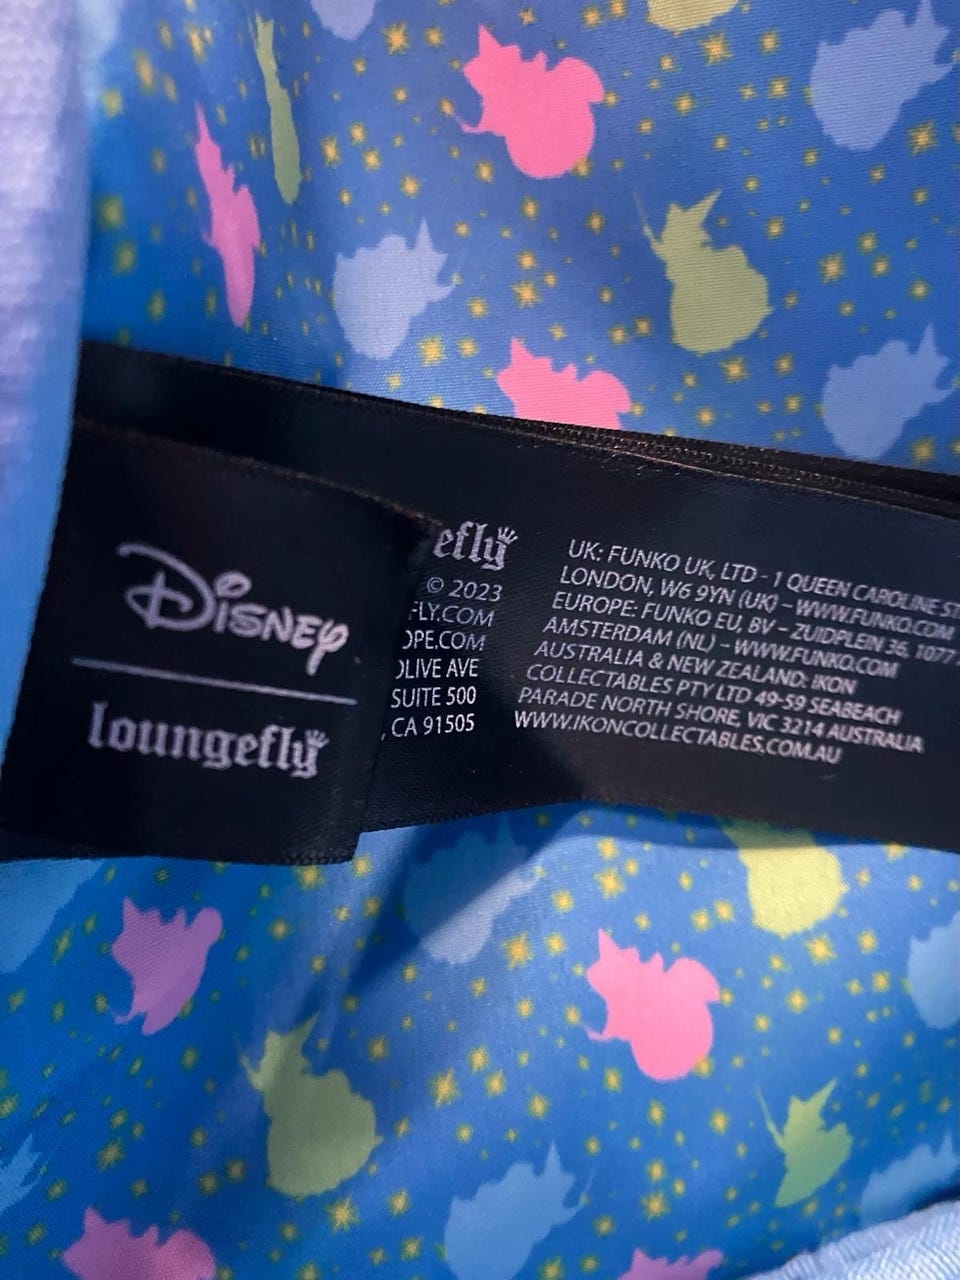 Disney
loungefly
efly
© 2023
FLY.COM
OPE.COM
OLIVE AVE
SUITE 500
, CA 91505
UK: FUNKO UK, LTD - 1 QUEEN CAROLINE ST
LONDON, W6 9YN (UK) – WWW.FUNKO.COM
EUROPE: FUNKO EU, BV – ZUIDPLEIN 36, 1077
AMSTERDAM (NL) – WWW.FUNKO.COM
AUSTRALIA & NEW ZEALAND: IKON
COLLECTABLES PTY LTD 49-59 SEABEACH
PARADE NORTH SHORE, VIC 3214 AUSTRALIA
WWW.IKONCOLLECTABLES.COM.AU